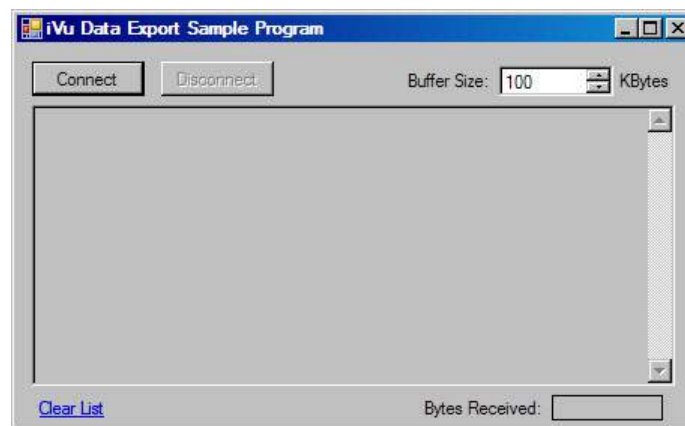 iVu Data Export Sample Program
Connect Disconnect Buffer Size: 100 KBytes
Clear List Bytes Received: